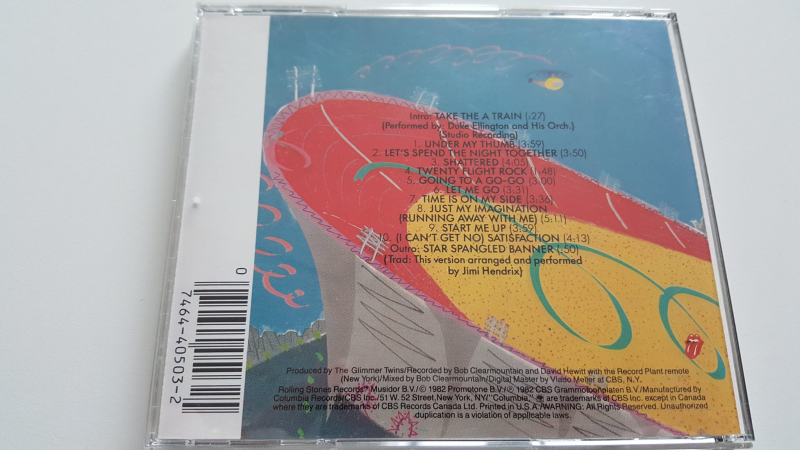 Intro: TAKE THE A TRAIN (:27)
(Performed by: Duke Ellington and His Orch.)
(Studio Recording)
1. UNDER MY THUMB (3:59)
2. LET'S SPEND THE NIGHT TOGETHER (3:50)
3. SHATTERED (4:05)
4. TWENTY FLIGHT ROCK (1:48)
5. GOING TO A GO-GO (3:00)
6. LET ME GO (3:31)
7. TIME IS ON MY SIDE (3:36)
8. JUST MY IMAGINATION
(RUNNING AWAY WITH ME) (5:11)
9. START ME UP (3:59)
10. (I CAN'T GET NO) SATISFACTION (4:13)
Outro: STAR SPANGLED BANNER (:50)
(Trad: This version arranged and performed
by Jimi Hendrix)
0 7464-40503-2
Produced by The Glimmer Twins/Recorded by Bob Clearmountain and David Hewitt with the Record Plant remote
(New York)/Mixed by Bob Clearmountain/Digital Master by Vlado Meller at CBS, N.Y.
Rolling Stones Records/Musidor B.V./℗ 1982 Promotone B.V./© 1982 CBS Grammofoonplaten B.V./Manufactured by
Columbia Records/CBS Inc./51 W. 52 Street, New York, NY/"Columbia," are trademarks of CBS Inc. except in Canada
where they are trademarks of CBS Records Canada Ltd. Printed in U.S.A./WARNING: All Rights Reserved. Unauthorized
duplication is a violation of applicable laws.